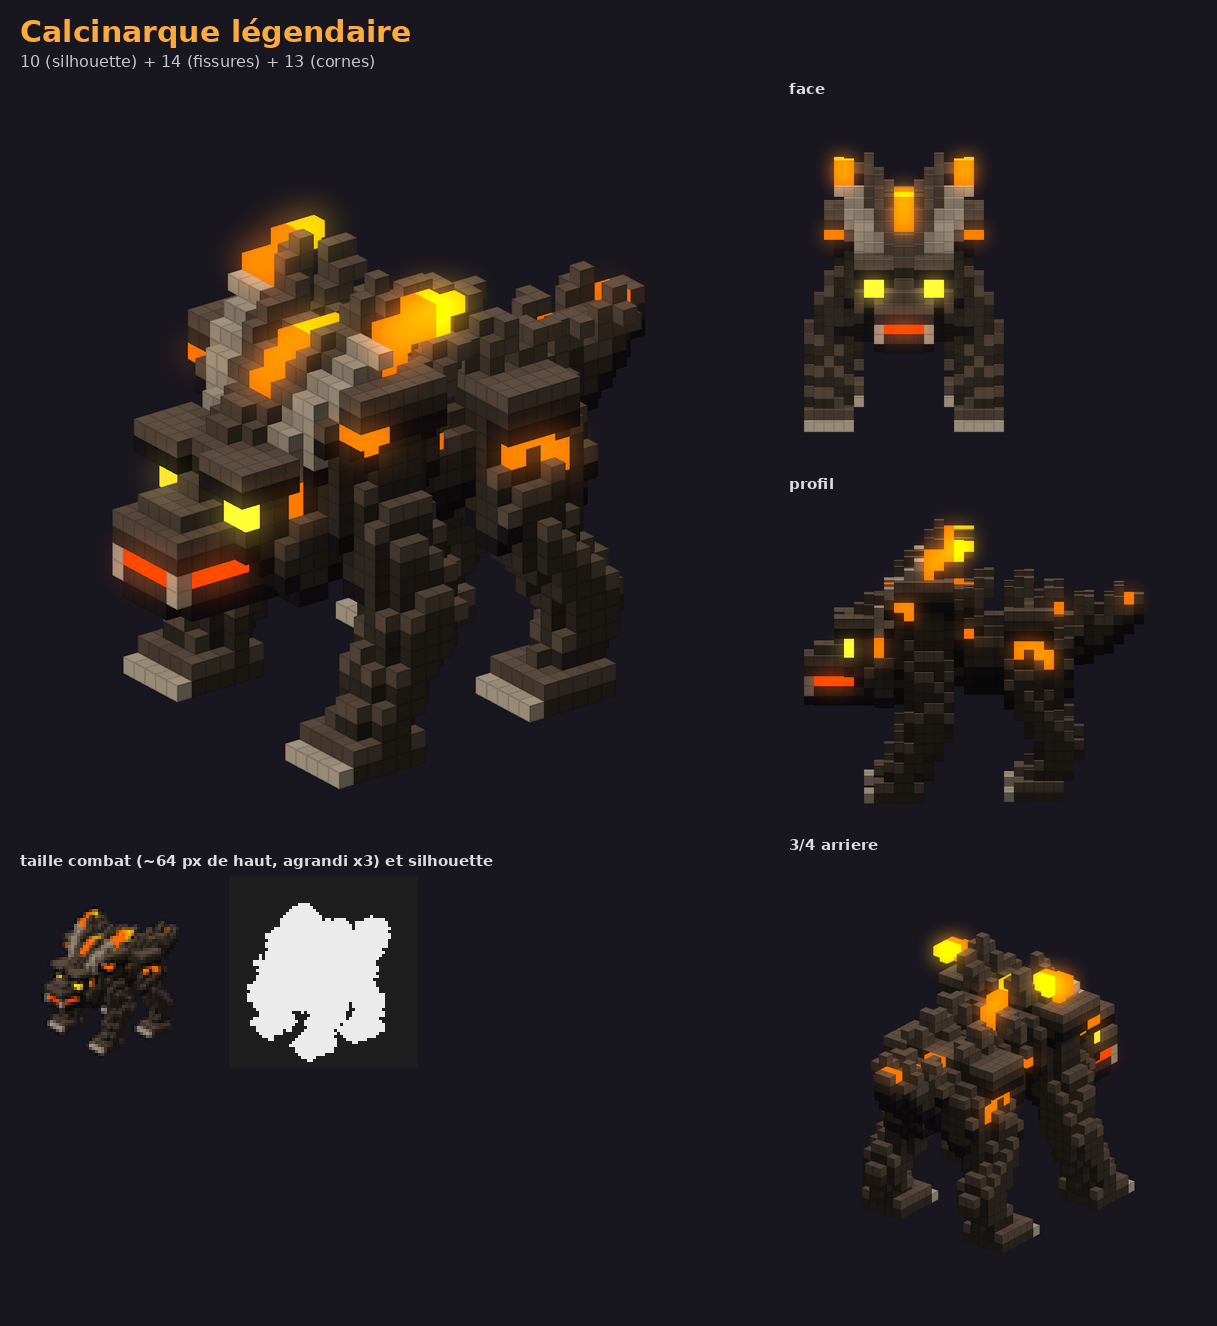 Calcinarque légendaire
10 (silhouette) + 14 (fissures) + 13 (cornes)
face
profil
taille combat (~64 px de haut, agrandi x3) et silhouette
3/4 arriere